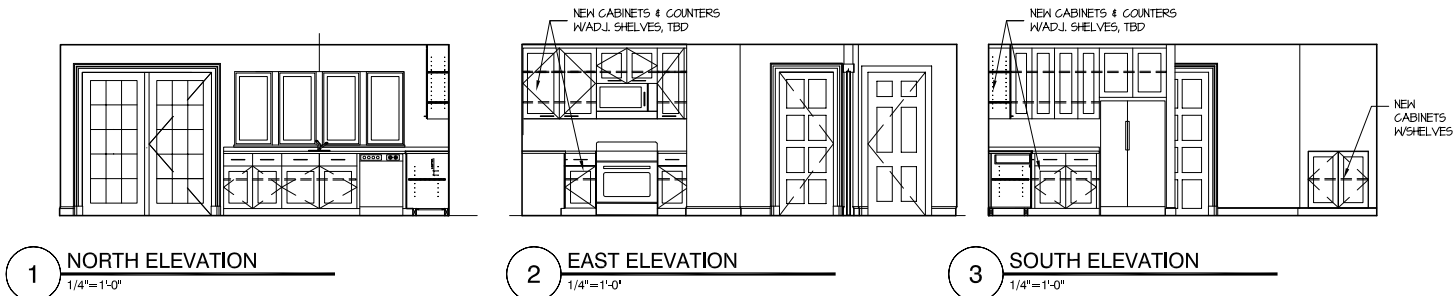 NEW CABINETS & COUNTERS
W/ADJ. SHELVES, TBD
NEW CABINETS & COUNTERS
W/ADJ. SHELVES, TBD
NEW
CABINETS
W/SHELVES
1
NORTH ELEVATION
1/4"=1'-0"
2
EAST ELEVATION
1/4"=1'-0"
3
SOUTH ELEVATION
1/4"=1'-0"